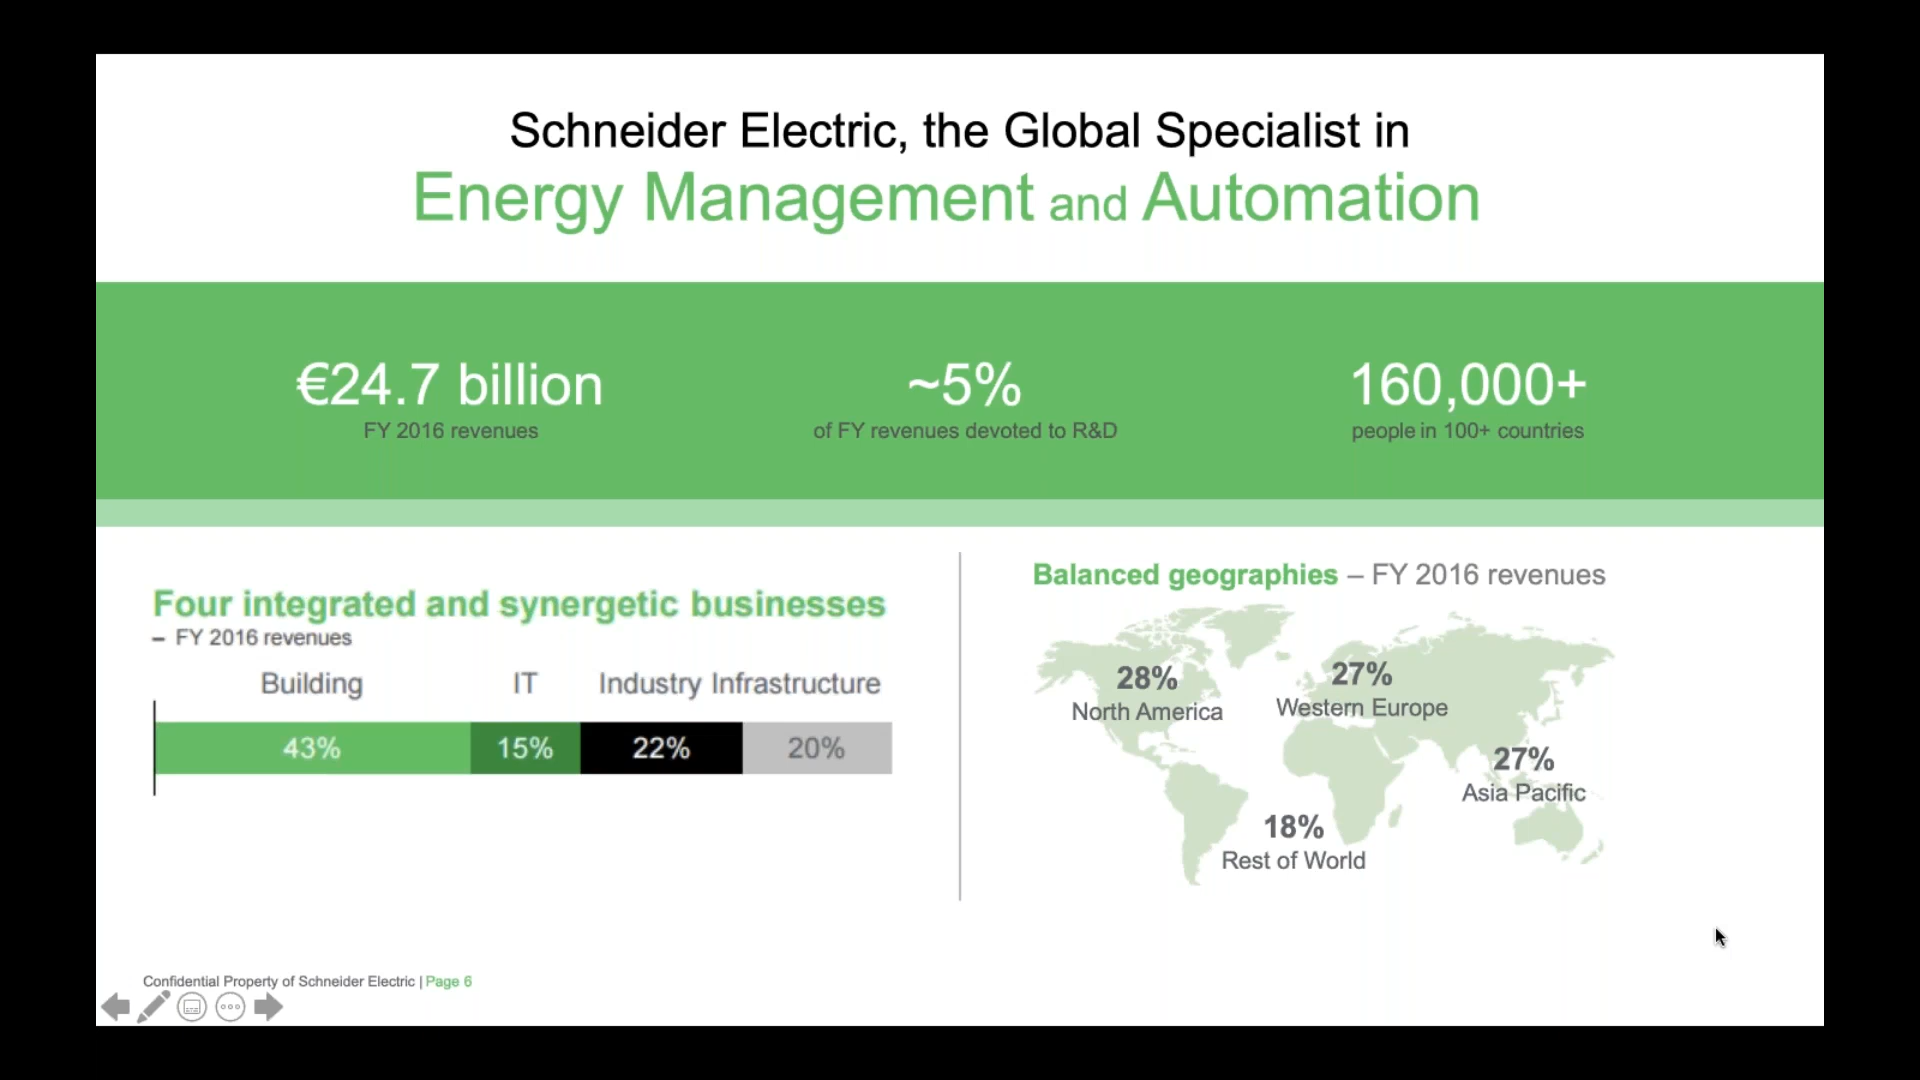 Schneider Electric, the Global Specialist in
Energy Management and Automation
€24.7 billion
FY 2016 revenues
~5%
of FY revenues devoted to R&D
160,000+
people in 100+ countries
Four integrated and synergetic businesses
– FY 2016 revenues
Building IT Industry Infrastructure
43% 15% 22% 20%
Balanced geographies – FY 2016 revenues
28%
North America
27%
Western Europe
27%
Asia Pacific
18%
Rest of World
Confidential Property of Schneider Electric | Page 6